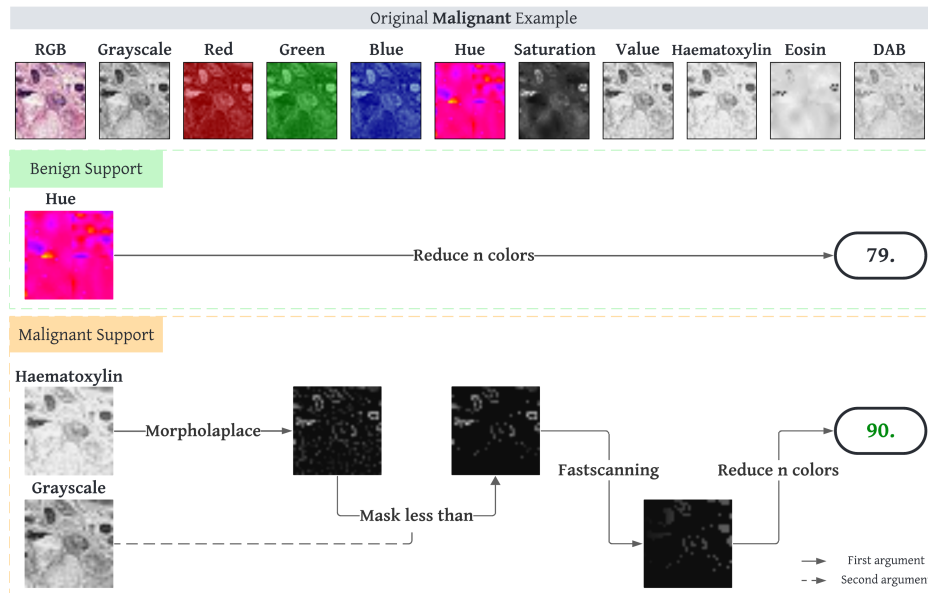 Original Malignant Example
RGB Grayscale Red Green Blue Hue Saturation Value Haematoxylin Eosin DAB
Benign Support
Hue
Reduce n colors
79.
Malignant Support
Haematoxylin
Morpholaplace
90.
Fastscanning
Reduce n colors
Grayscale
Mask less than
First argument
Second argumen